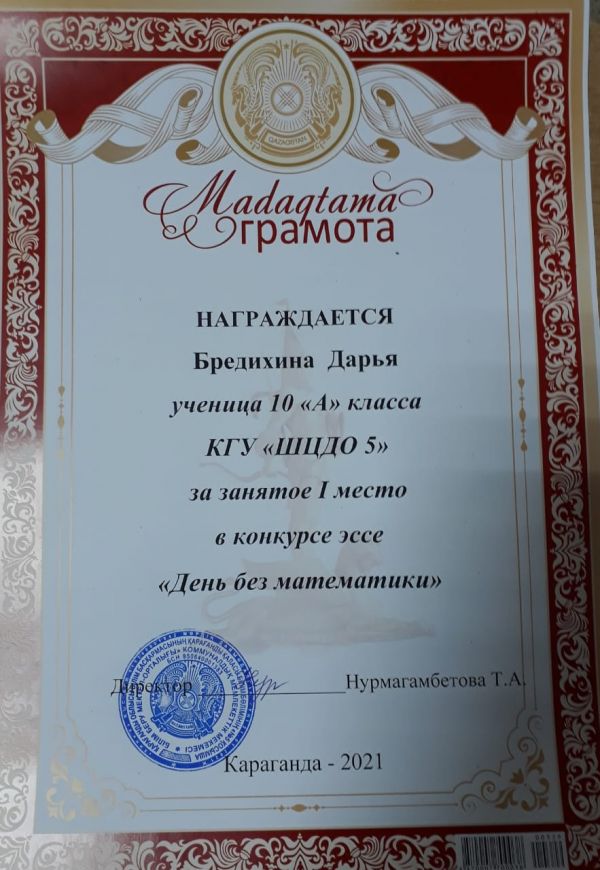 QAZAQSTAN
Madaqtama
грамота
НАГРАЖДАЕТСЯ
Бредихина Дарья
ученица 10 «А» класса
КГУ «ШЦДО 5»
за занятое I место
в конкурсе эссе
«День без математики»
Директор Нурмагамбетова Т.А.
Караганда - 2021